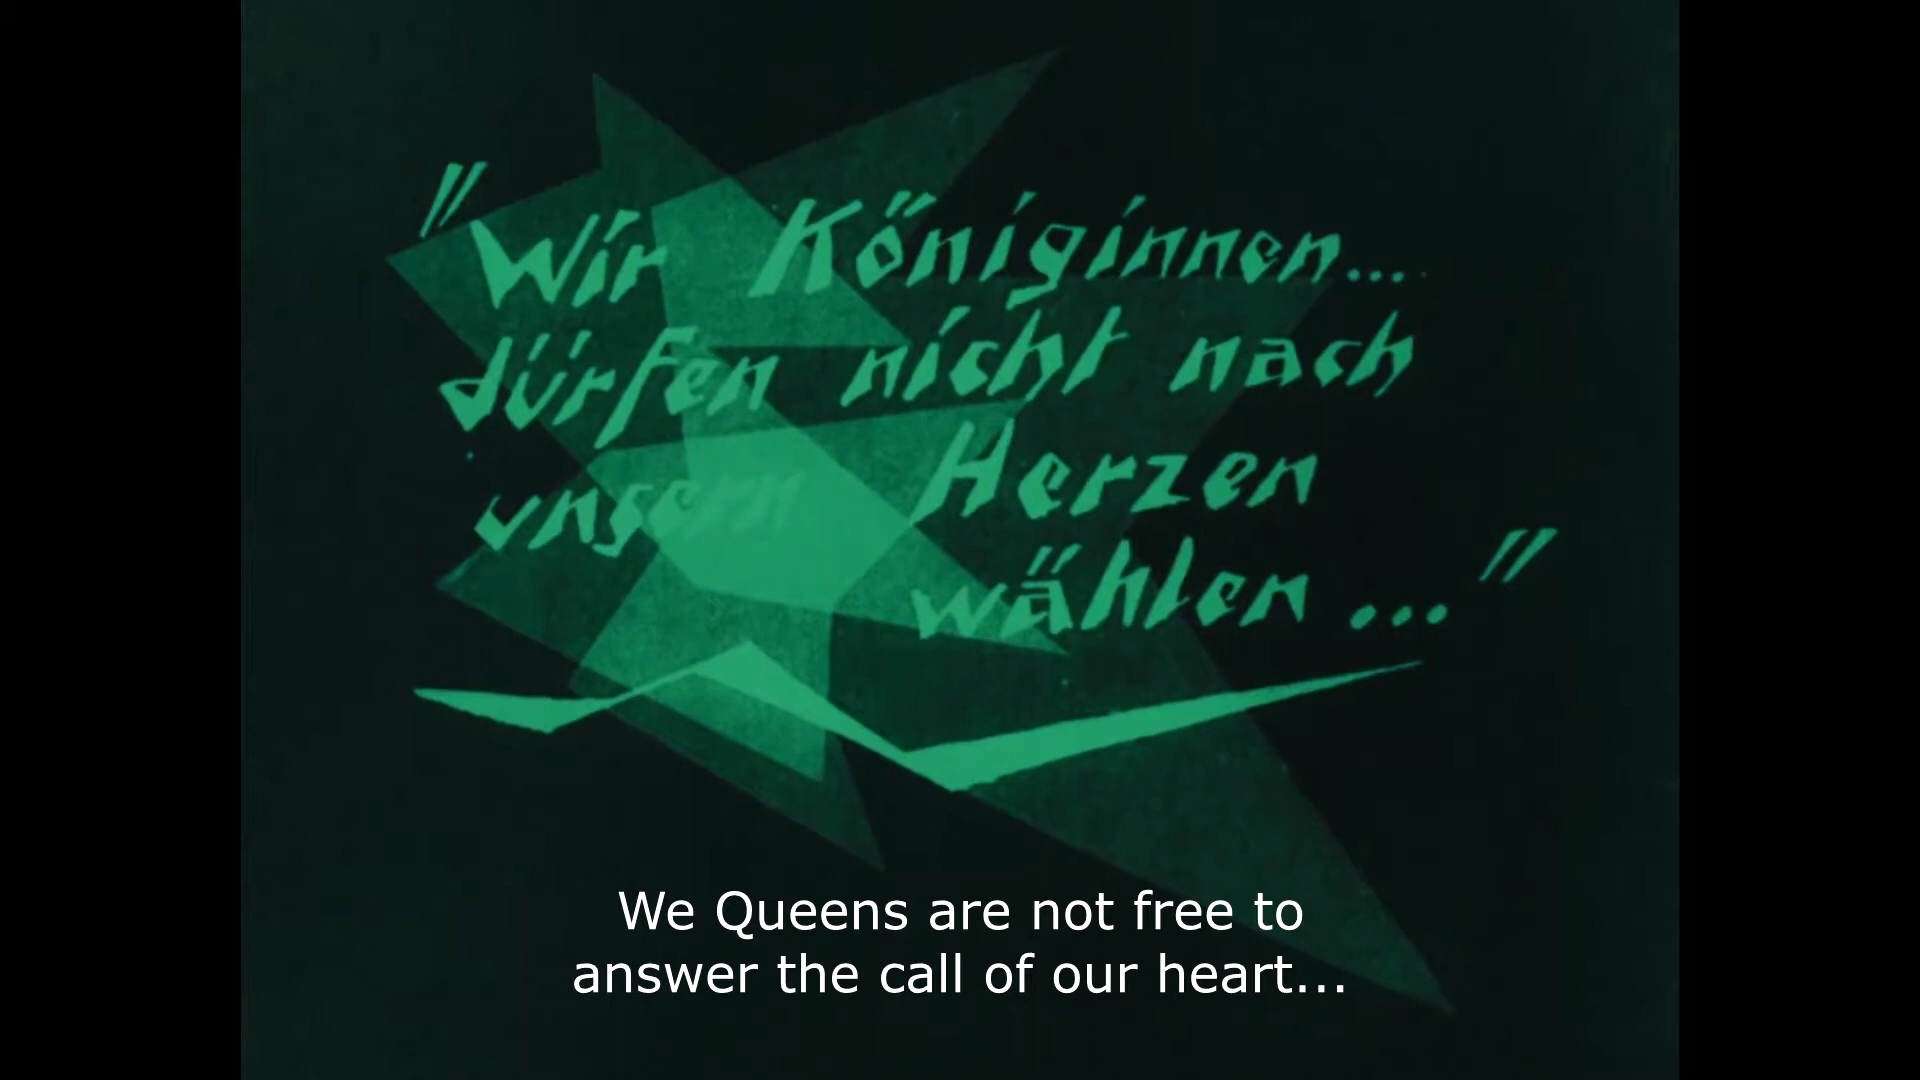 "Wir Königinnen...
dürfen nicht nach
unsern Herzen
wählen..."
We Queens are not free to
answer the call of our heart...